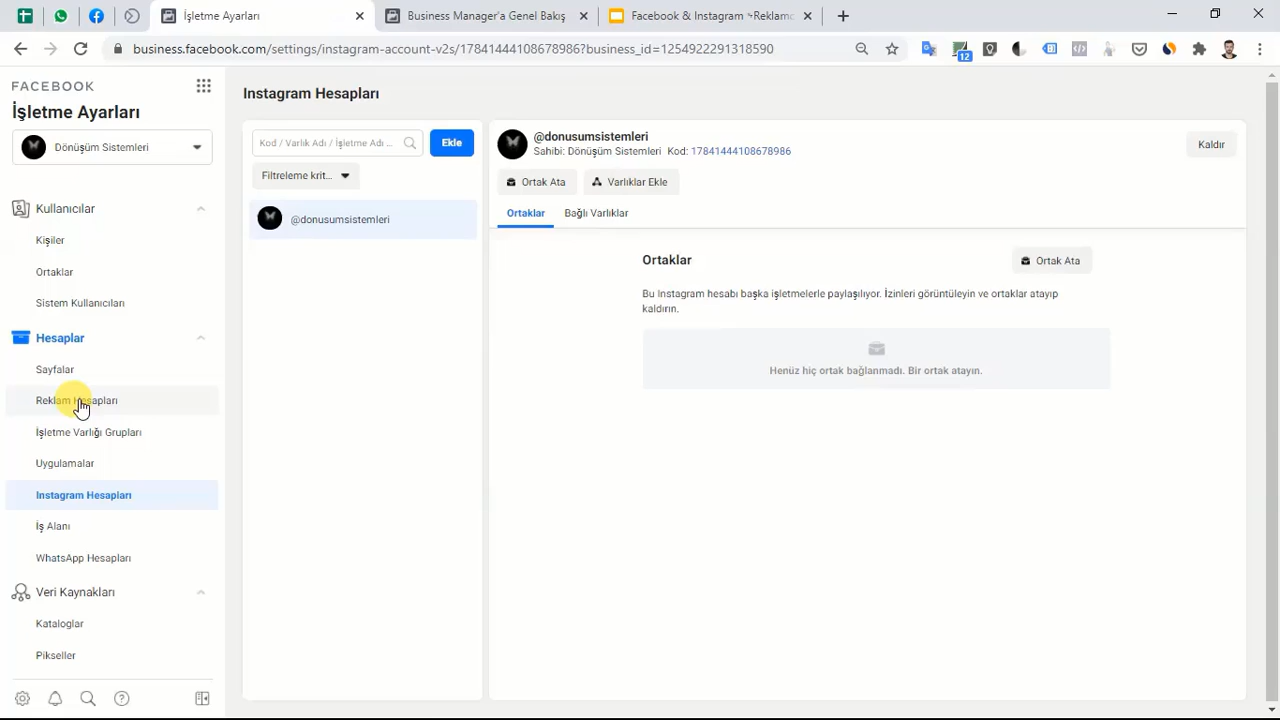 İşletme Ayarları
Business Manager'a Genel Bakış
Facebook & Instagram
business.facebook.com/settings/instagram-account-v2s/17841444108678986?business_id=1254922291318590
12
FACEBOOK
İşletme Ayarları
Dönüşüm Sistemleri
Kullanıcılar
Kişiler
Ortaklar
Sistem Kullanıcıları
Hesaplar
Sayfalar
Reklam Hesapları
İşletme Varlığı Grupları
Uygulamalar
Instagram Hesapları
İş Alanı
WhatsApp Hesapları
Veri Kaynakları
Kataloglar
Pikseller
Instagram Hesapları
Kod / Varlık Adı / İşletme Adı ...
Ekle
Filtreleme krit...
@donusumsistemleri
@donusumsistemleri
Sahibi: Dönüşüm Sistemleri Kod: 17841444108678986
Kaldır
Ortak Ata
Varlıklar Ekle
Ortaklar
Bağlı Varlıklar
Ortaklar
Ortak Ata
Bu Instagram hesabı başka işletmelerle paylaşılıyor. İzinleri görüntüleyin ve ortaklar atayıp
kaldırın.
Henüz hiç ortak bağlanmadı. Bir ortak atayın.